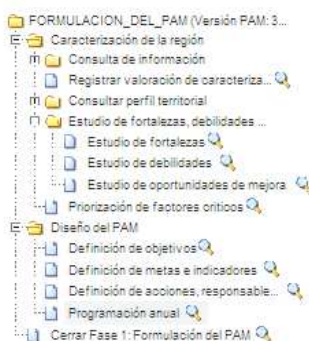 FORMULACION_DEL_PAM (Versión PAM: 3...
Caracterización de la región
Consulta de información
Registrar valoración de caracteriza...
Consultar perfil territorial
Estudio de fortalezas, debilidades ...
Estudio de fortalezas
Estudio de debilidades
Estudio de oportunidades de mejora
Priorización de factores criticos
Diseño del PAM
Definición de objetivos
Definición de metas e indicadores
Definición de acciones, responsable...
Programación anual
Cerrar Fase 1: Formulación del PAM